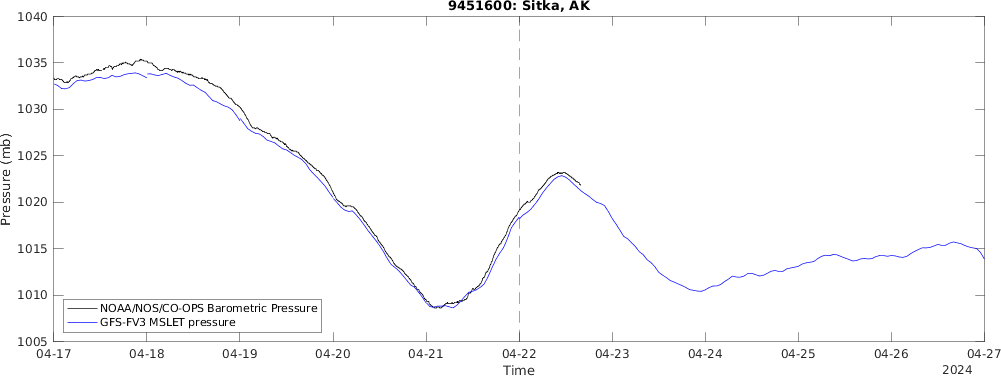 9451600: Sitka, AK
Pressure (mb)
1040
1035
1030
1025
1020
1015
1010
1005
NOAA/NOS/CO-OPS Barometric Pressure
GFS-FV3 MSLET pressure
04-17 04-18 04-19 04-20 04-21 04-22 04-23 04-24 04-25 04-26 04-27
Time
2024